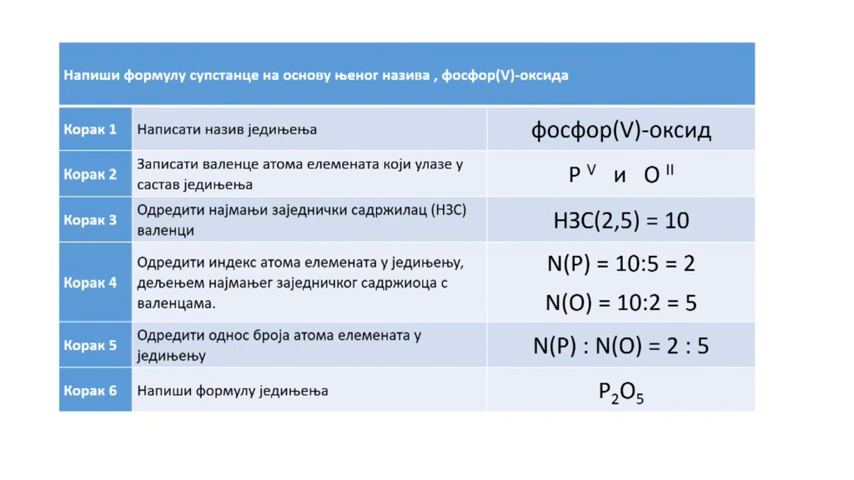 Напиши формулу супстанце на основу њеног назива , фосфор(V)-оксида
Корак 1 Написати назив једињења фосфор(V)-оксид
Корак 2 Записати валенце атома елемената који улазе у
састав једињења P V и O II
Корак 3 Одредити најмањи заједнички садржилац (НЗС)
валенци НЗС(2,5) = 10
Корак 4 Одредити индекс атома елемената у једињењу,
дељењем најмањег заједничког садржиоца с
валенцама.
N(P) = 10:5 = 2
N(O) = 10:2 = 5
Корак 5 Одредити однос броја атома елемената у
једињењу N(P) : N(O) = 2 : 5
Корак 6 Напиши формулу једињења P₂O₅